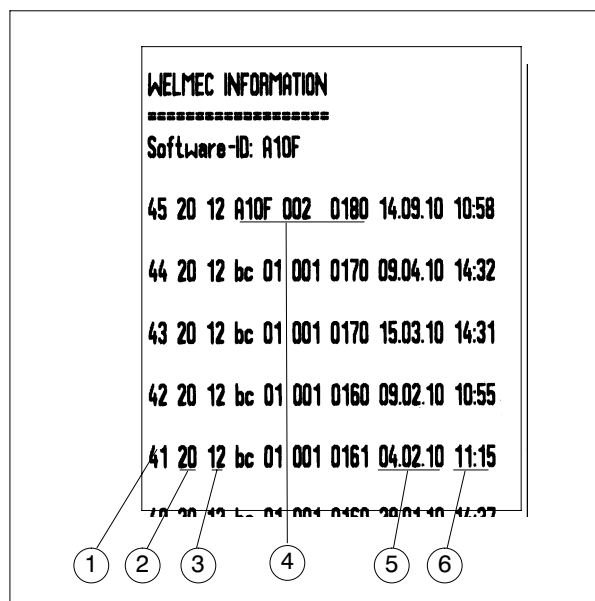 WELMEC INFORMATION
===================
Software-ID: A10F
45 20 12 A10F 002 0180 14.09.10 10:58
44 20 12 bc 01 001 0170 09.04.10 14:32
43 20 12 bc 01 001 0170 15.03.10 14:31
42 20 12 bc 01 001 0160 09.02.10 10:55
41 20 12 bc 01 001 0161 04.02.10 11:15
1 2 3 4 5 6